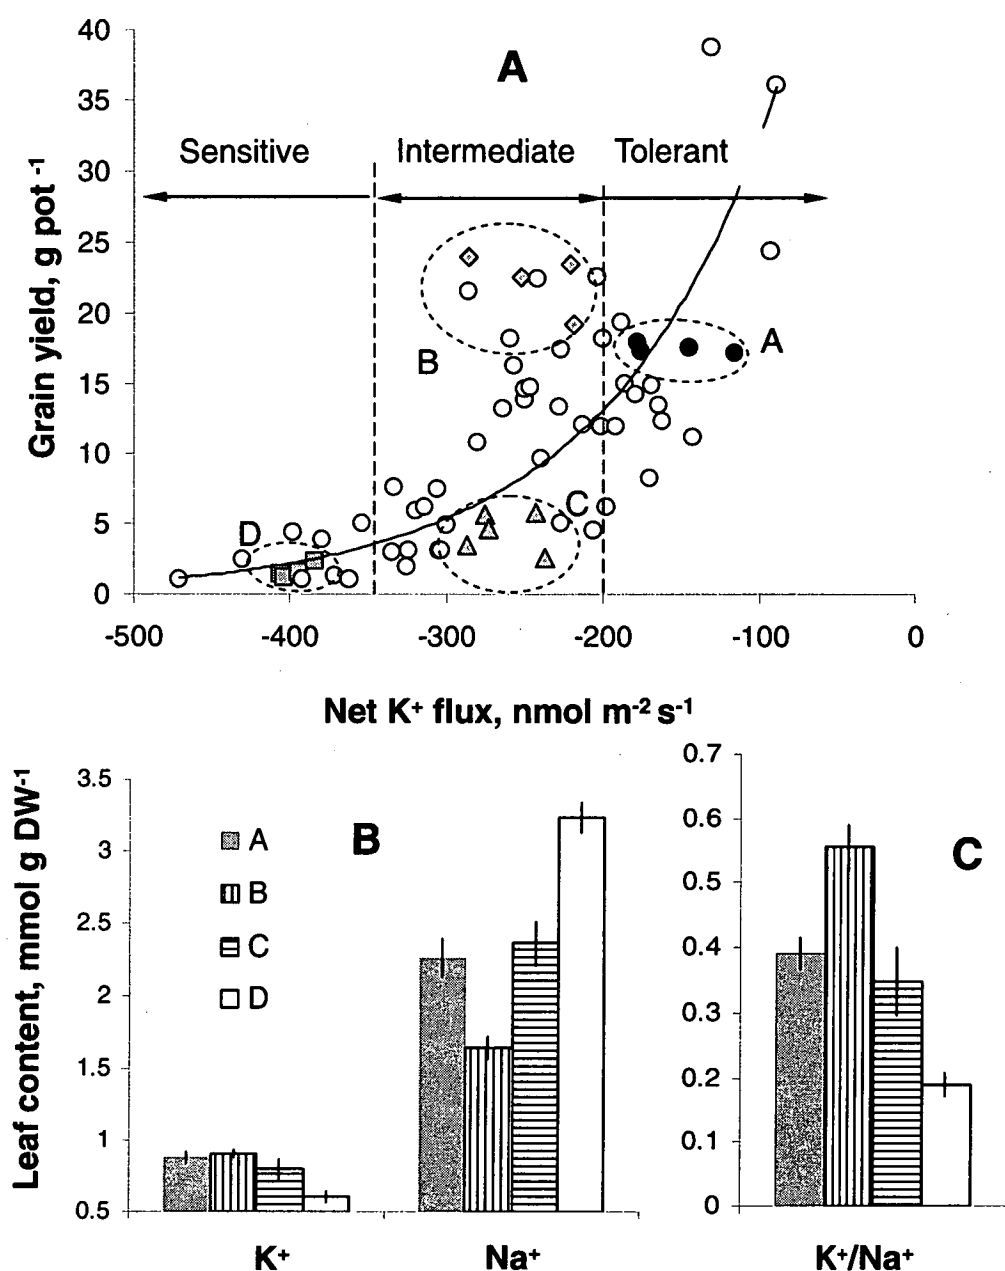 A
40
35
30
25
20
15
10
5
0
Grain yield, g pot -1
Sensitive
Intermediate
Tolerant
B
A
C
D
-500 -400 -300 -200 -100 0
Net K+ flux, nmol m-2 s-1
3.5
3
2.5
2
1.5
1
0.5
Leaf content, mmol g DW-1
A
B
C
D
B
K+
Na+
0.7
0.6
0.5
0.4
0.3
0.2
0.1
0
C
K+/Na+